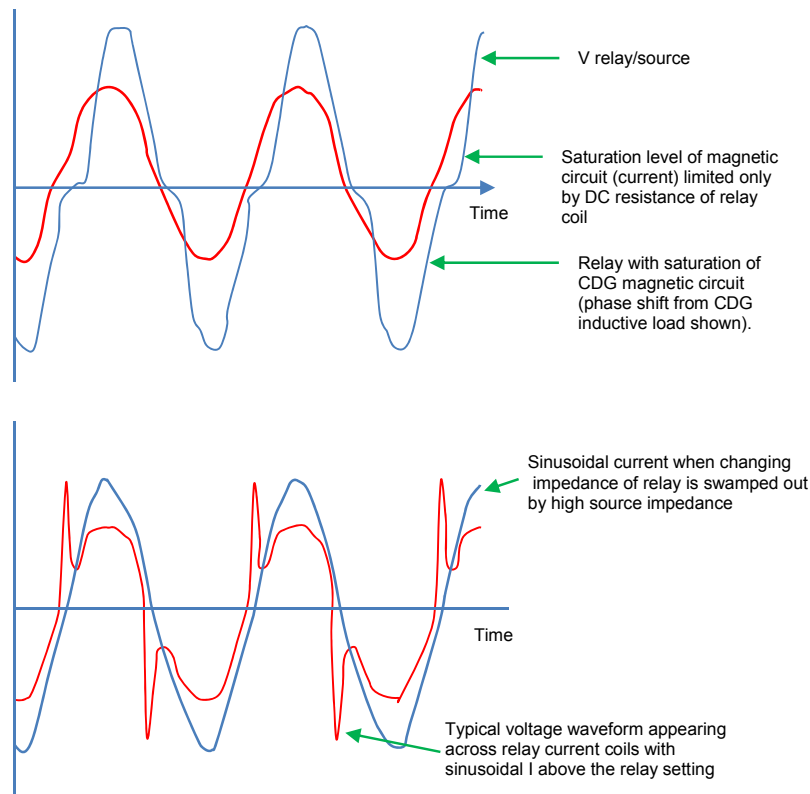 V relay/source
Saturation level of magnetic
circuit (current) limited only
by DC resistance of relay
coil
Time
Relay with saturation of
CDG magnetic circuit
(phase shift from CDG
inductive load shown).
Sinusoidal current when changing
impedance of relay is swamped out
by high source impedance
Time
Typical voltage waveform appearing
across relay current coils with
sinusoidal I above the relay setting